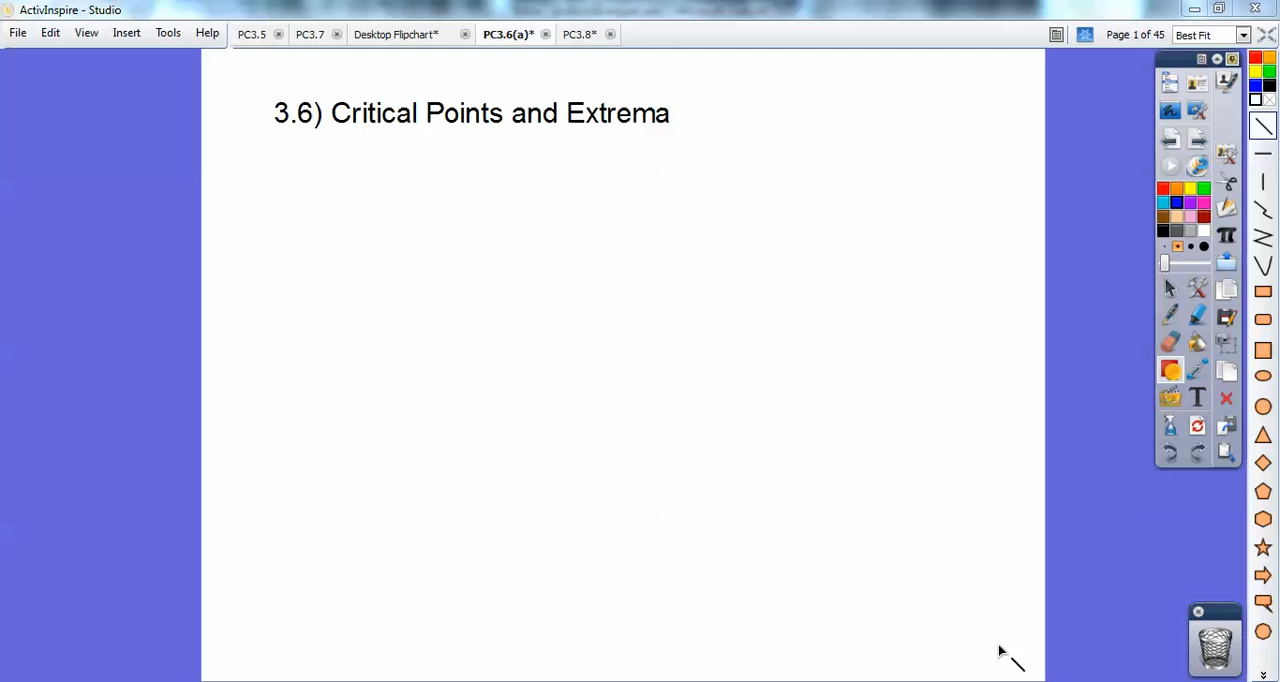 ActivInspire - Studio
File Edit View Insert Tools Help PC3.5 PC3.7 Desktop Flipchart* PC3.6(a)* PC3.8* Page 1 of 45 Best Fit
3.6) Critical Points and Extrema